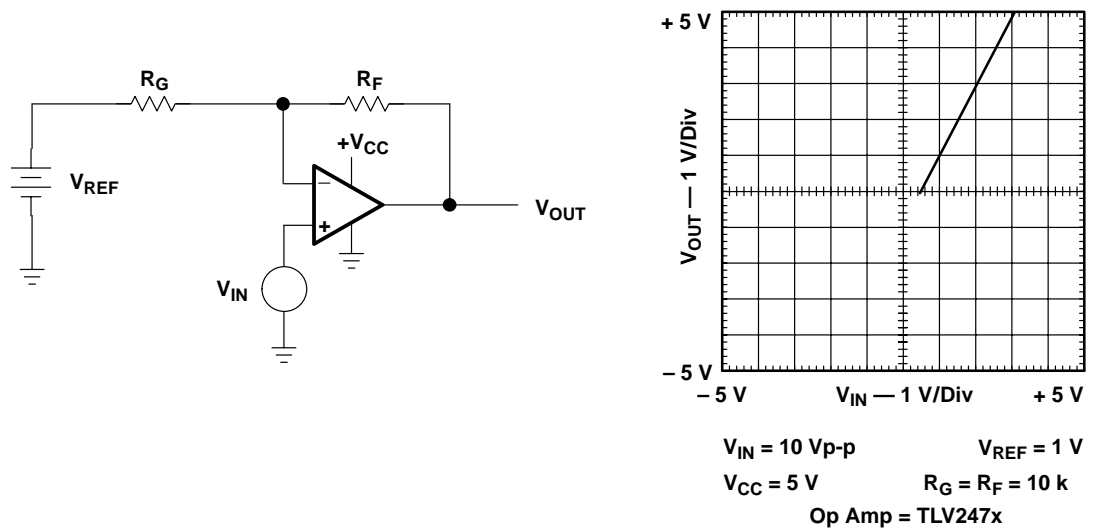 R_G
R_F
+V_CC
V_REF
−
+
V_OUT
V_IN
+ 5 V
V_OUT — 1 V/Div
– 5 V
– 5 V
V_IN — 1 V/Div
+ 5 V
V_IN = 10 Vp-p
V_REF = 1 V
V_CC = 5 V
R_G = R_F = 10 k
Op Amp = TLV247x